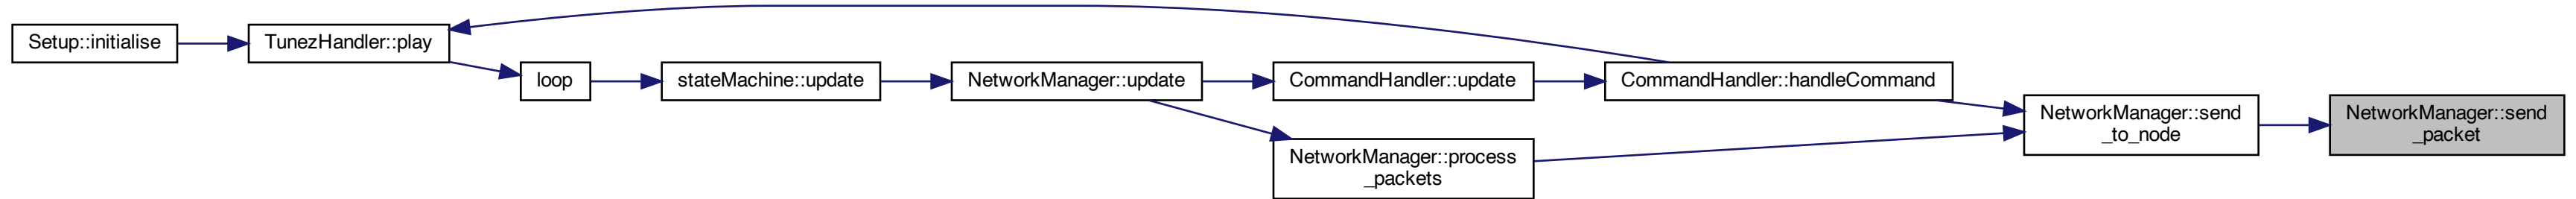 Setup::initialise
TunezHandler::play
loop
stateMachine::update
NetworkManager::update
CommandHandler::update
CommandHandler::handleCommand
NetworkManager::process
_packets
NetworkManager::send
_to_node
NetworkManager::send
_packet